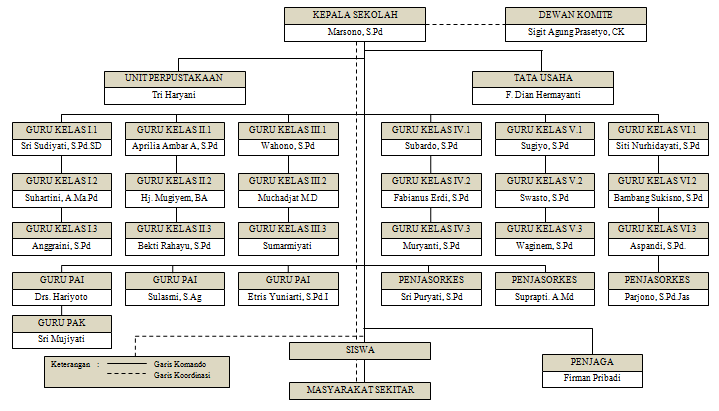 KEPALA SEKOLAH
Marsono, S.Pd
DEWAN KOMITE
Sigit Agung Prasetyo, CK
UNIT PERPUSTAKAAN
Tri Haryani
TATA USAHA
F. Dian Hermayanti
GURU KELAS I.1
Sri Sudiyati, S.Pd.SD
GURU KELAS II.1
Aprilia Ambar A, S.Pd
GURU KELAS III.1
Wahono, S.Pd
GURU KELAS IV.1
Subardo, S.Pd
GURU KELAS V.1
Sugiyo, S.Pd
GURU KELAS VI.1
Siti Nurhidayati, S.Pd
GURU KELAS I.2
Suhartini, A.Ma.Pd
GURU KELAS II.2
Hj. Mugiyem, BA
GURU KELAS III.2
Muchadjat M.D
GURU KELAS IV.2
Fabianus Erdi, S.Pd
GURU KELAS V.2
Swasto, S.Pd
GURU KELAS VI.2
Bambang Sukisno, S.Pd
GURU KELAS I.3
Anggraini, S.Pd
GURU KELAS II.3
Bekti Rahayu, S.Pd
GURU KELAS III.3
Sumarmiyati
GURU KELAS IV.3
Muryanti, S.Pd
GURU KELAS V.3
Waginem, S.Pd
GURU KELAS VI.3
Aspandi, S.Pd.
GURU PAI
Drs. Hariyoto
GURU PAI
Sulasmi, S.Ag
GURU PAI
Etris Yuniarti, S.Pd.I
PENJASORKES
Sri Puryati, S.Pd
PENJASORKES
Suprapti. A.Md
PENJASORKES
Parjono, S.Pd.Jas
GURU PAK
Sri Mujiyati
SISWA
PENJAGA
Firman Pribadi
Keterangan : Garis Komando
Garis Koordinasi
MASYARAKAT SEKITAR